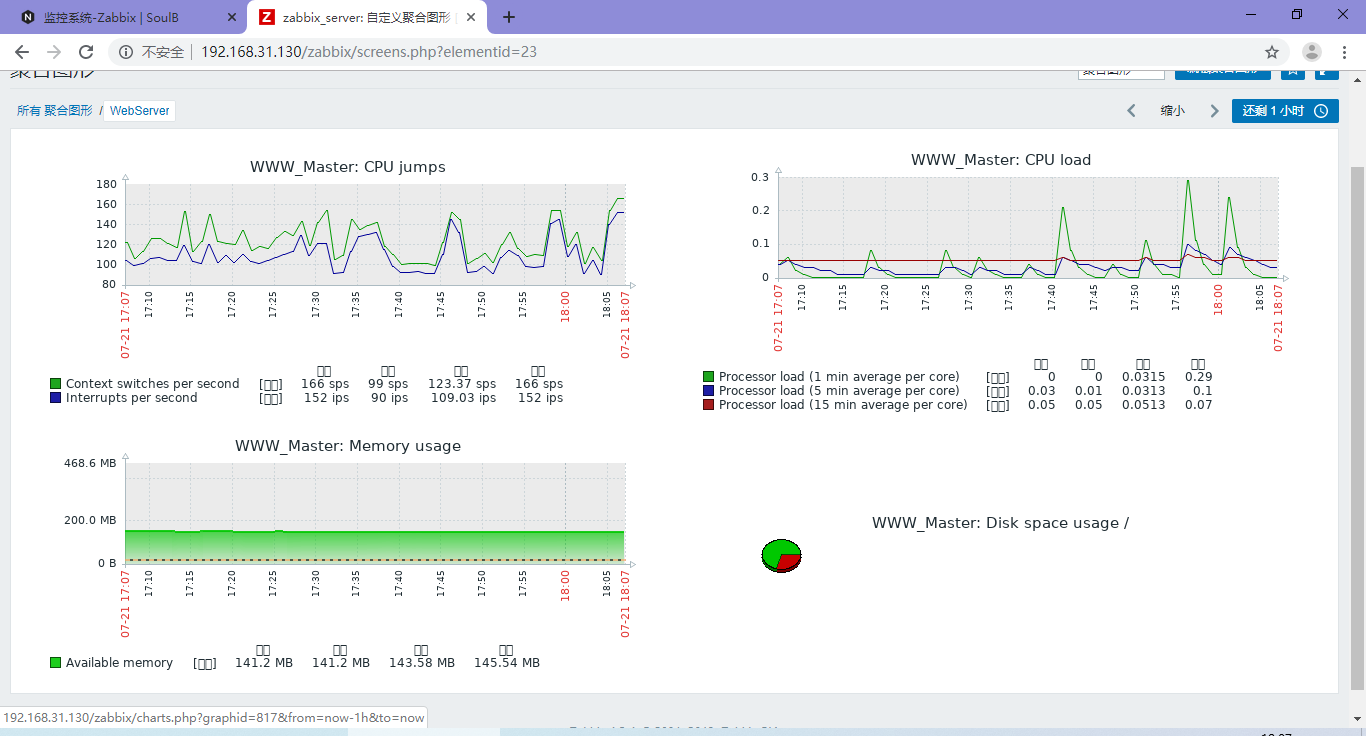 监控系统-Zabbix | SoulB
zabbix_server: 自定义聚合图形
不安全 192.168.31.130/zabbix/screens.php?elementid=23
聚合图形
所有 聚合图形 / WebServer
缩小
还剩 1 小时
WWW_Master: CPU jumps
180
160
140
120
100
80
07-21 17:07
17:10
17:15
17:20
17:25
17:30
17:35
17:40
17:45
17:50
17:55
18:00
18:05
07-21 18:07
Context switches per second 166 sps 99 sps 123.37 sps 166 sps
Interrupts per second 152 ips 90 ips 109.03 ips 152 ips
WWW_Master: CPU load
0.3
0.2
0.1
0
07-21 17:07
17:10
17:15
17:20
17:25
17:30
17:35
17:40
17:45
17:50
17:55
18:00
18:05
07-21 18:07
Processor load (1 min average per core) 0 0 0.0315 0.29
Processor load (5 min average per core) 0.03 0.01 0.0313 0.1
Processor load (15 min average per core) 0.05 0.05 0.0513 0.07
WWW_Master: Memory usage
468.6 MB
200.0 MB
0 B
07-21 17:07
17:10
17:15
17:20
17:25
17:30
17:35
17:40
17:45
17:50
17:55
18:00
18:05
07-21 18:07
Available memory 141.2 MB 141.2 MB 143.58 MB 145.54 MB
WWW_Master: Disk space usage /
192.168.31.130/zabbix/charts.php?graphid=817&from=now-1h&to=now